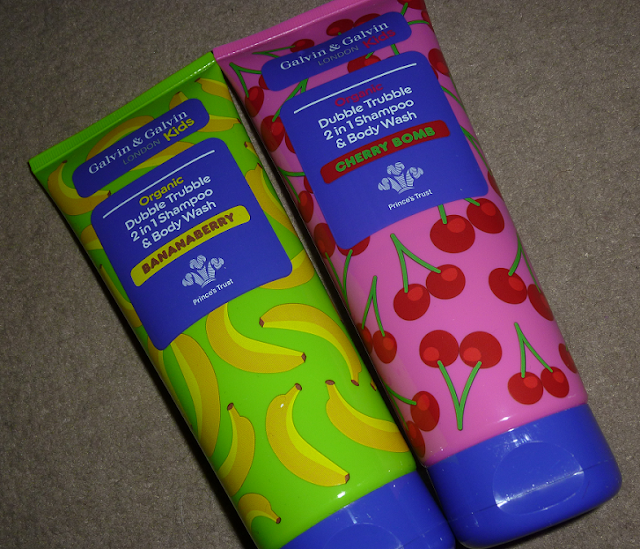 Galvin & Galvin
LONDON Kids
Organic
Dubble Trubble
2 in 1 Shampoo
& Body Wash
BANANABERRY
Prince's Trust
Galvin & Galvin
LONDON Kids
Organic
Dubble Trubble
2 in 1 Shampoo
& Body Wash
CHERRY BOMB
Prince's Trust